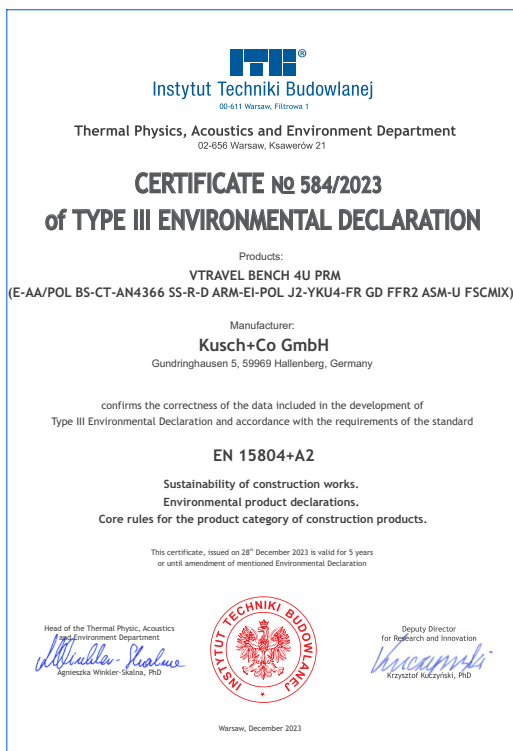 ITB®
Instytut Techniki Budowlanej
00-611 Warsaw, Filtrowa 1
Thermal Physics, Acoustics and Environment Department
02-656 Warsaw, Ksawerów 21
CERTIFICATE № 584/2023
of TYPE III ENVIRONMENTAL DECLARATION
Products:
VTRAVEL BENCH 4U PRM
(E-AA/POL BS-CT-AN4366 SS-R-D ARM-EI-POL J2-YKU4-FR GD FFR2 ASM-U FSCMIX)
Manufacturer:
Kusch+Co GmbH
Gundringhausen 5, 59969 Hallenberg, Germany
confirms the correctness of the data included in the development of
Type III Environmental Declaration and accordance with the requirements of the standard
EN 15804+A2
Sustainability of construction works.
Environmental product declarations.
Core rules for the product category of construction products.
This certificate, issued on 28th December 2023 is valid for 5 years
or until amendment of mentioned Environmental Declaration
Head of the Thermal Physic, Acoustics
and Environment Department
Agnieszka Winkler-Skalna, PhD
INSTYTUT TECHNIKI BUDOWLANEJ
Deputy Director
for Research and Innovation
Krzysztof Kuczyński, PhD
Warsaw, December 2023